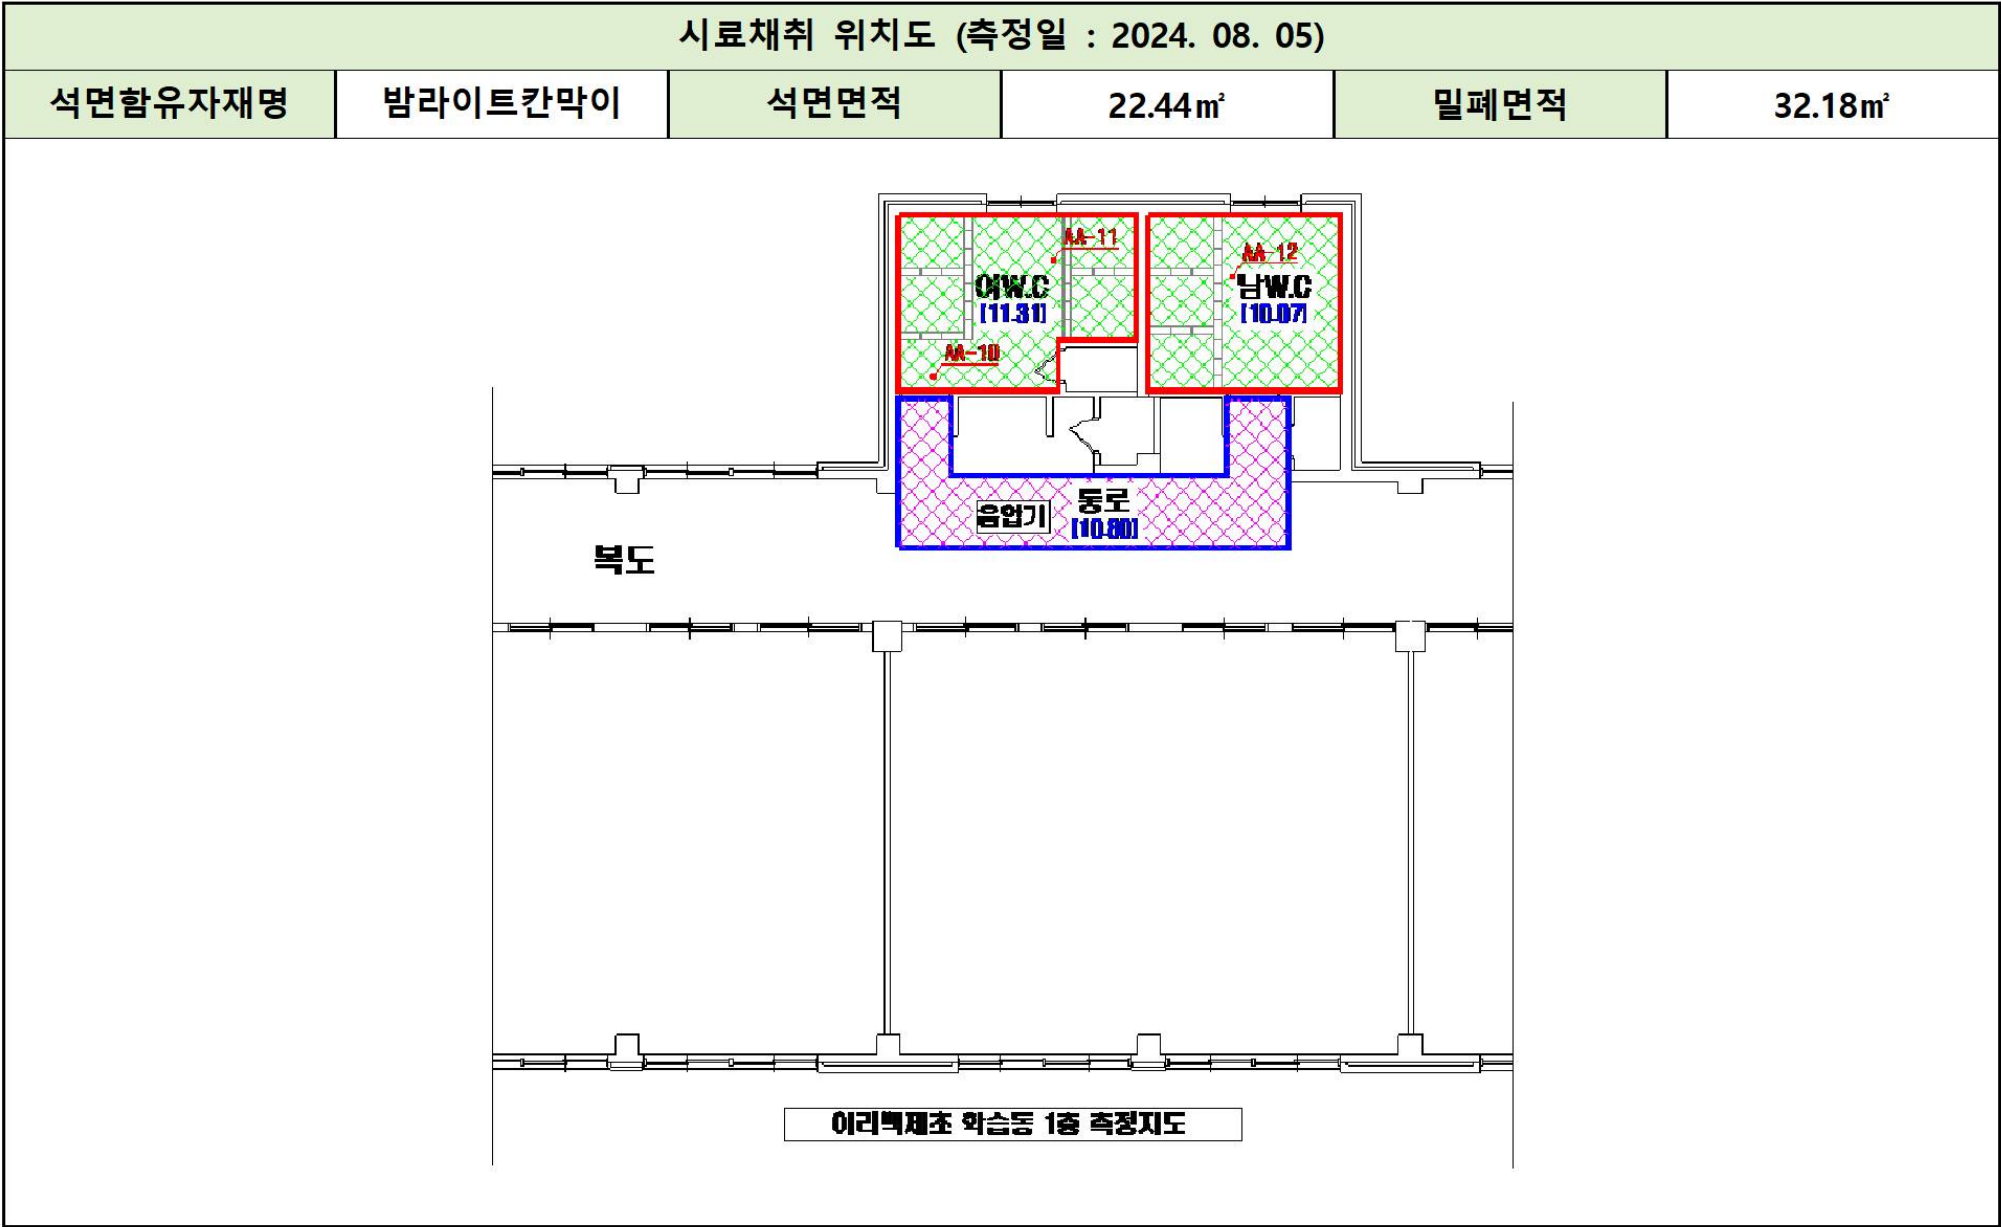 시료채취 위치도 (측정일 : 2024. 08. 05)
석면함유자재명 밤라이트칸막이 석면면적 22.44㎡ 밀폐면적 32.18㎡
AA-11
AA-12
여W.C
[11.31]
남W.C
[10.07]
AA-10
음압기
통로
[10.80]
복도
이리백제초 학습동 1층 측정지도